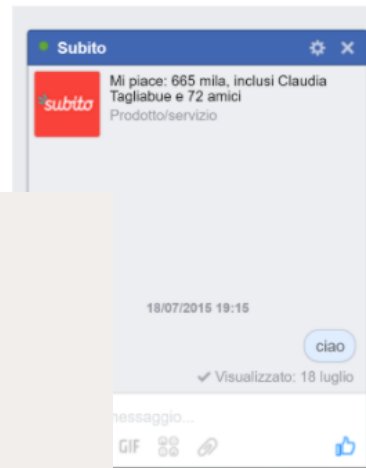 Subito
Mi piace: 665 mila, inclusi Claudia
Tagliabue e 72 amici
subito
Prodotto/servizio
18/07/2015 19:15
ciao
Visualizzato: 18 luglio
GIF